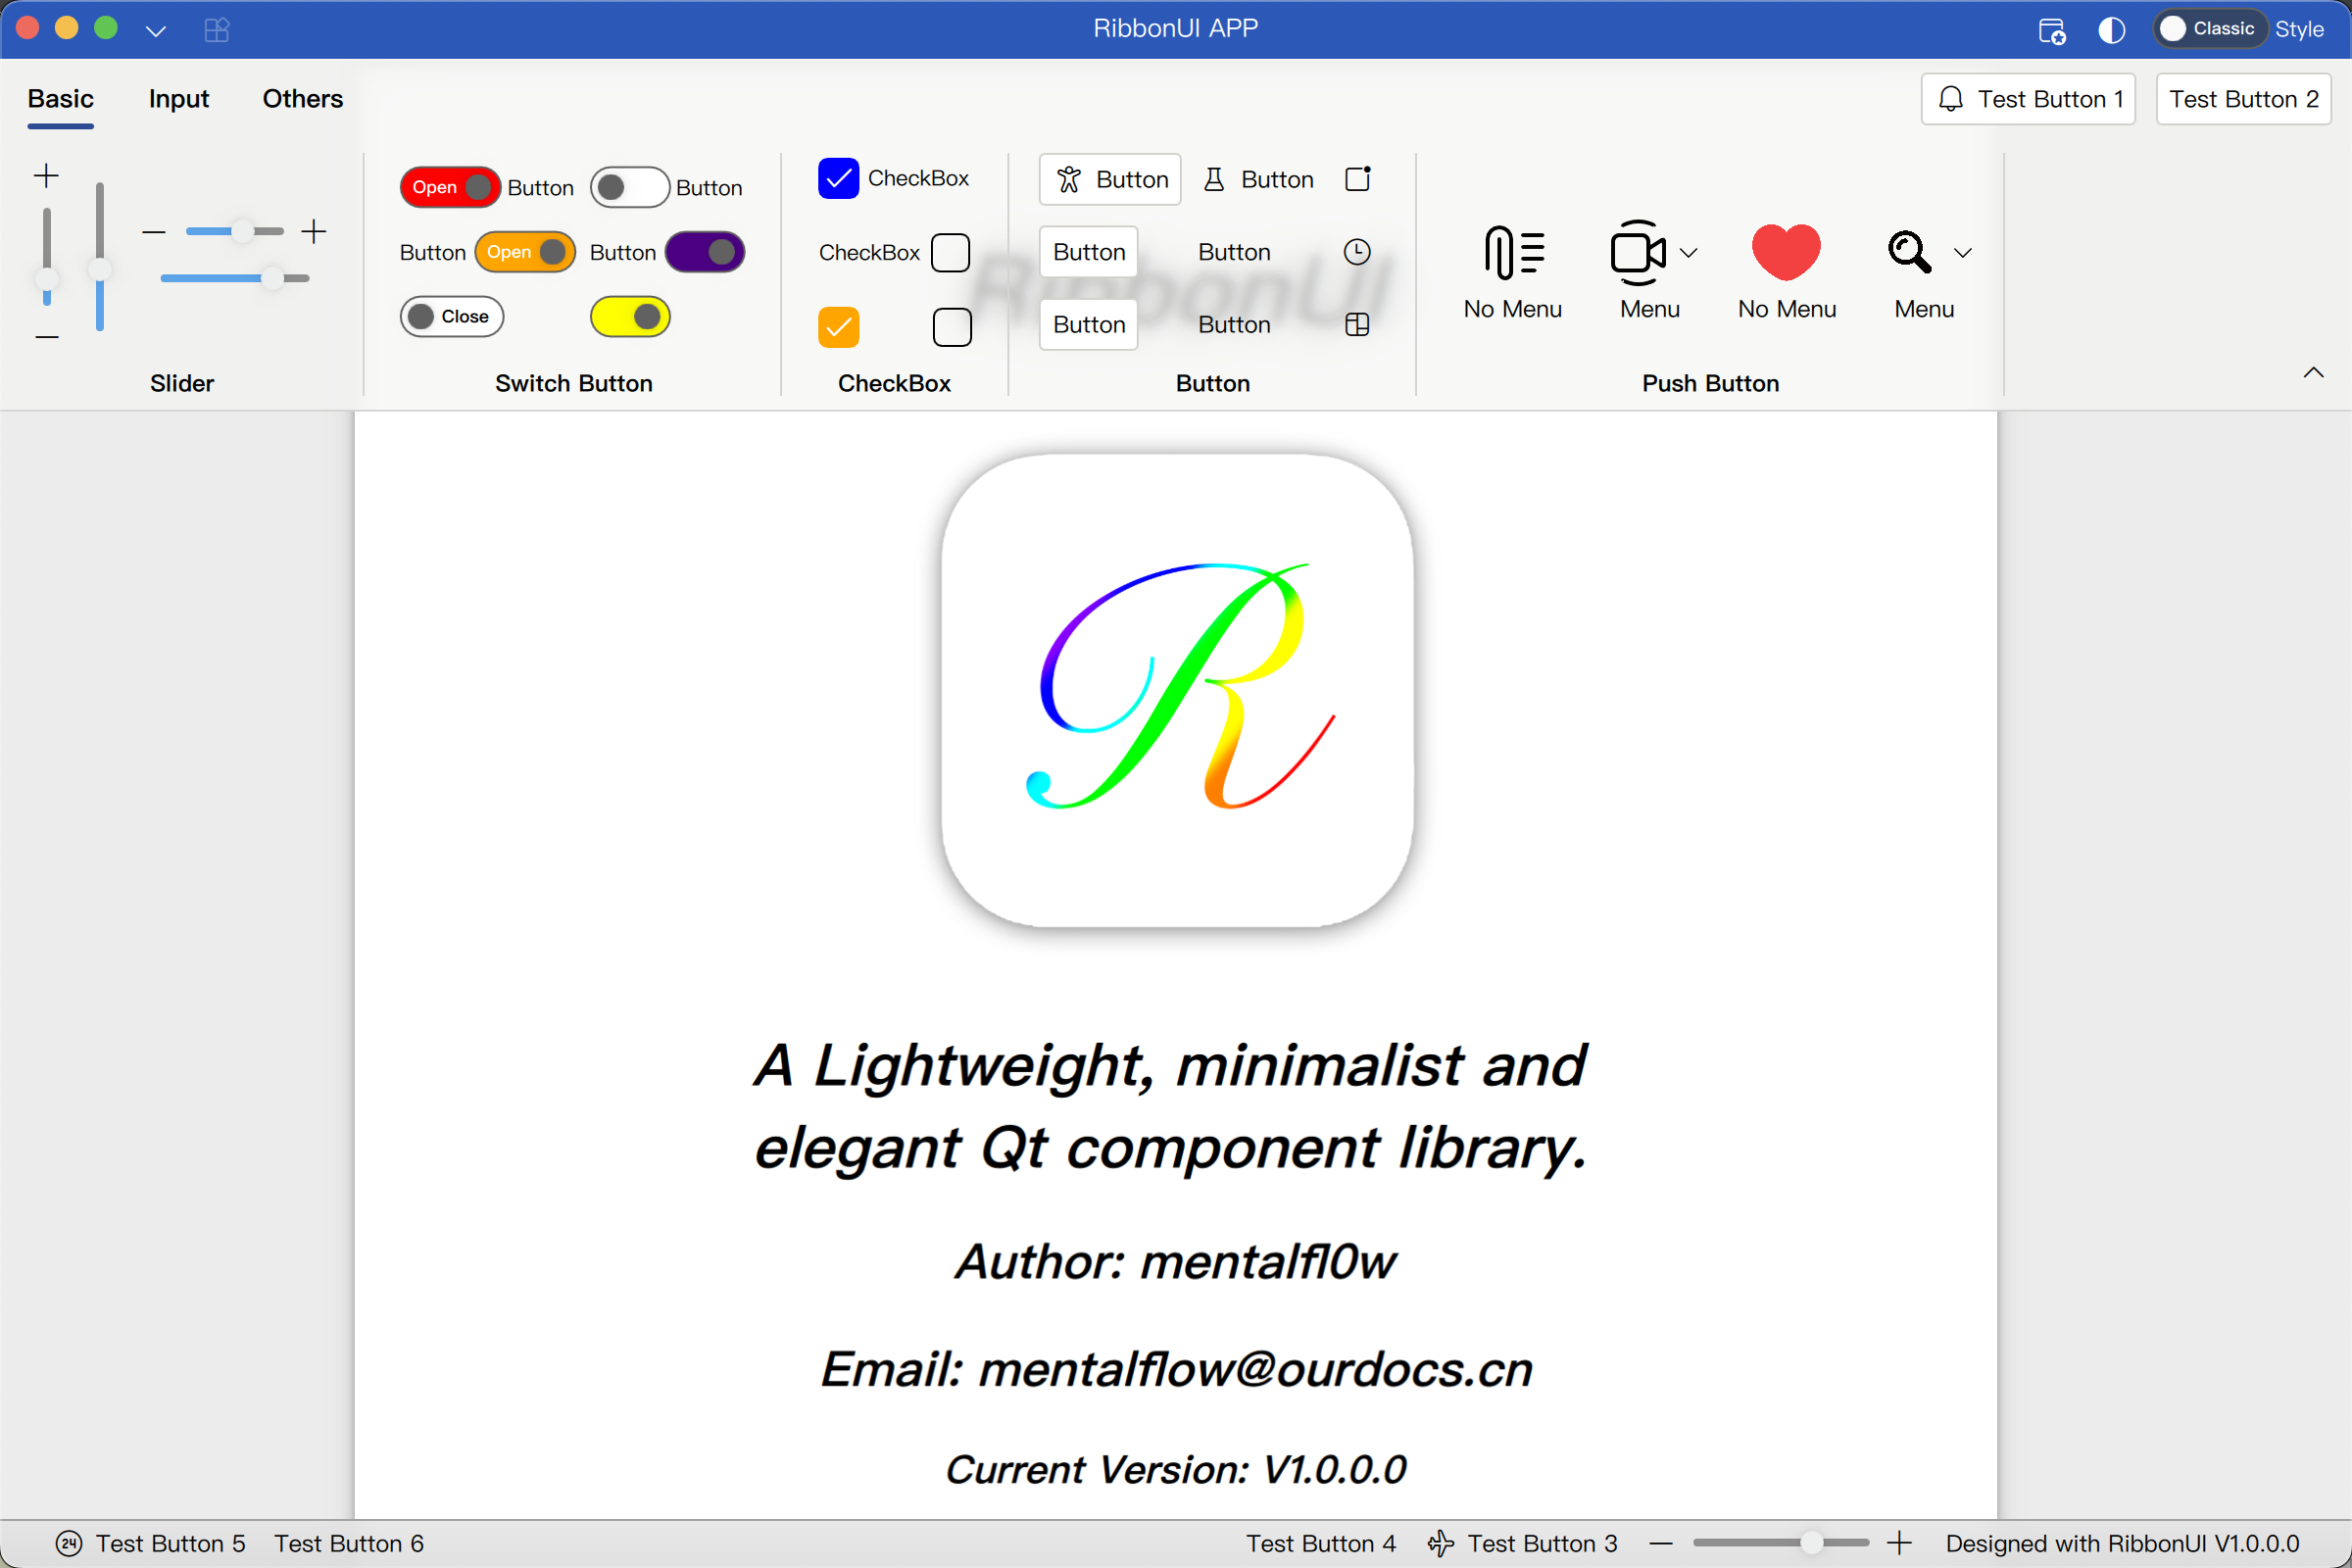 RibbonUI APP
Classic Style
Basic Input Others
Test Button 1 Test Button 2
Open Button Button
Button Open Button
Close
Slider
Switch Button
CheckBox
CheckBox
CheckBox
Button Button
Button Button
Button Button
RibbonUI
Button
No Menu Menu No Menu Menu
Push Button
R
A Lightweight, minimalist and
elegant Qt component library.
Author: mentalfl0w
Email: mentalflow@ourdocs.cn
Current Version: V1.0.0.0
24 Test Button 5 Test Button 6 Test Button 4 Test Button 3 Designed with RibbonUI V1.0.0.0